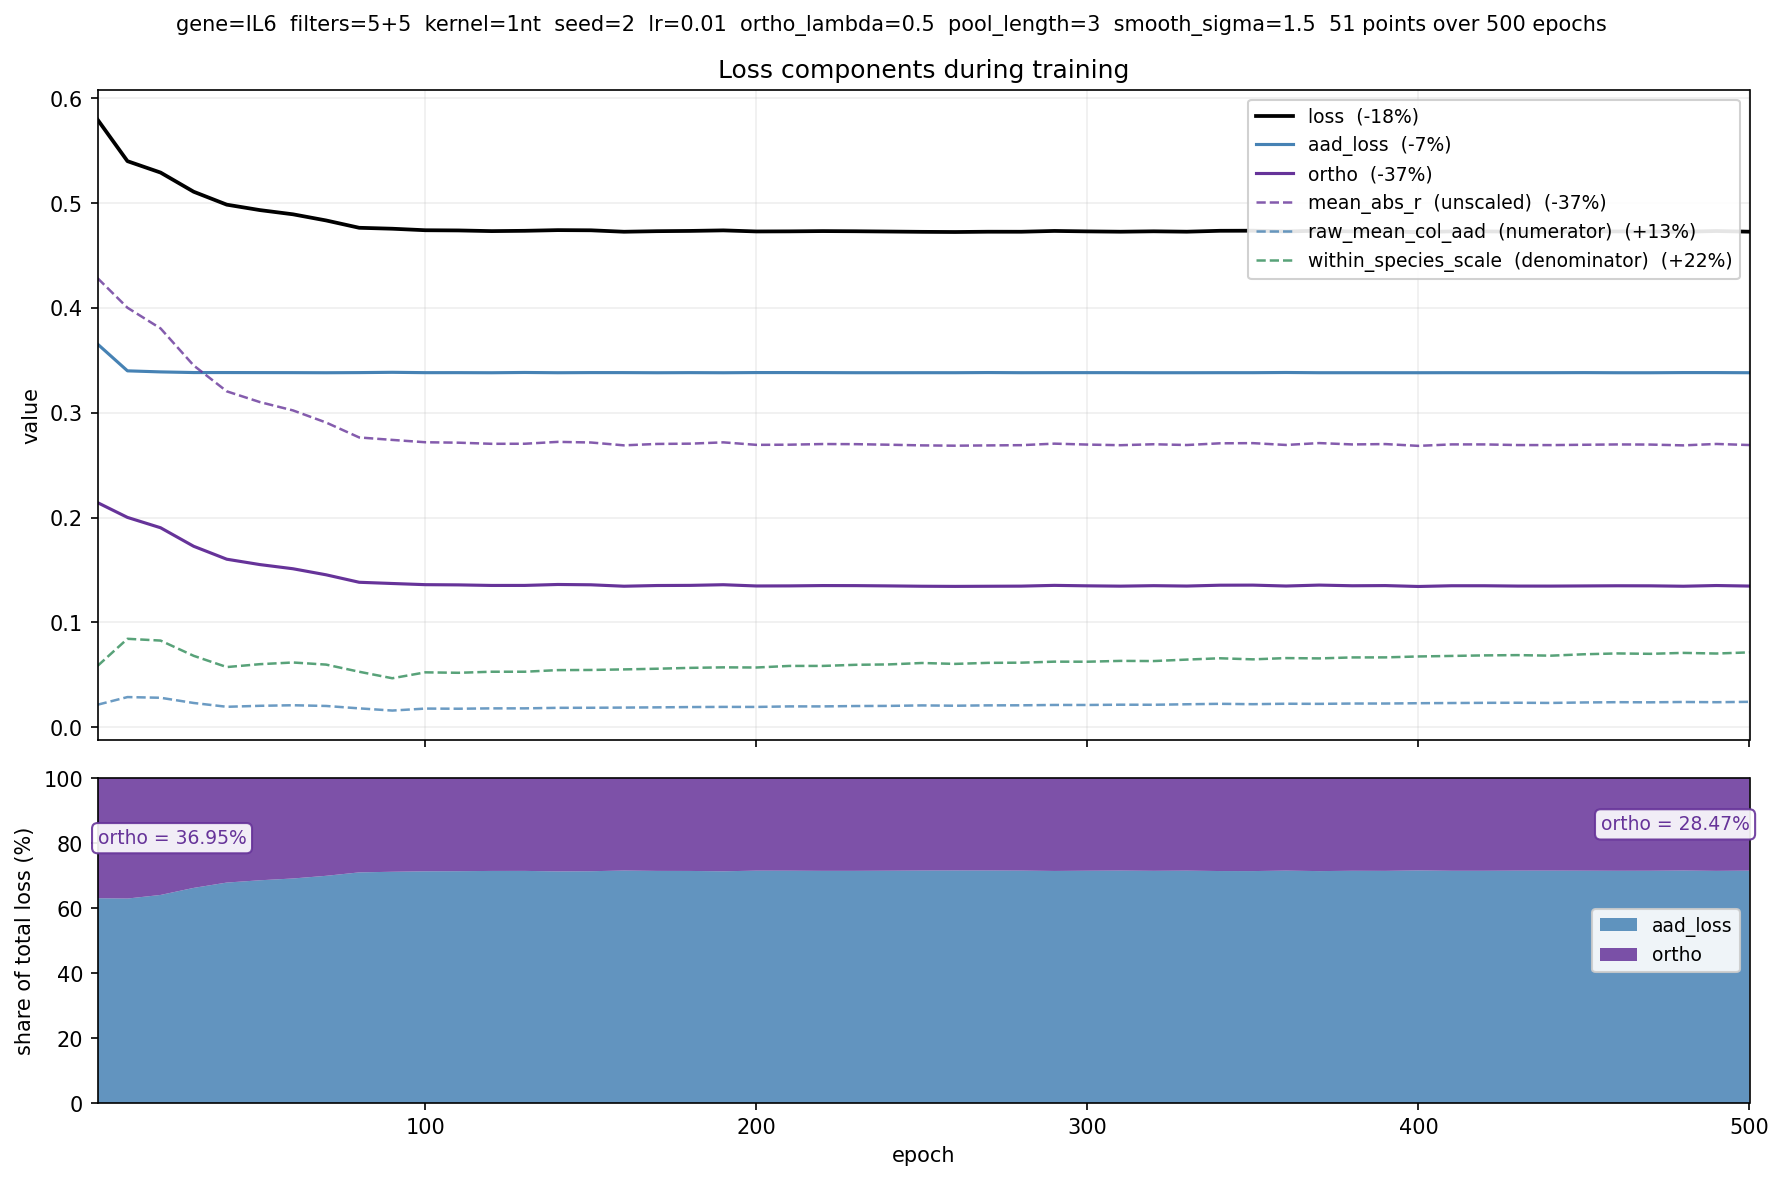 gene=IL6  filters=5+5  kernel=1nt  seed=2  lr=0.01  ortho_lambda=0.5  pool_length=3  smooth_sigma=1.5  51 points over 500 epochs
Loss components during training
0.6
0.5
0.4
0.3
0.2
0.1
0.0
value
loss  (-18%)
aad_loss  (-7%)
ortho  (-37%)
mean_abs_r  (unscaled)  (-37%)
raw_mean_col_aad  (numerator)  (+13%)
within_species_scale  (denominator)  (+22%)
100
80
60
40
20
0
share of total loss (%)
ortho = 36.95%
ortho = 28.47%
aad_loss
ortho
100
200
300
400
500
epoch